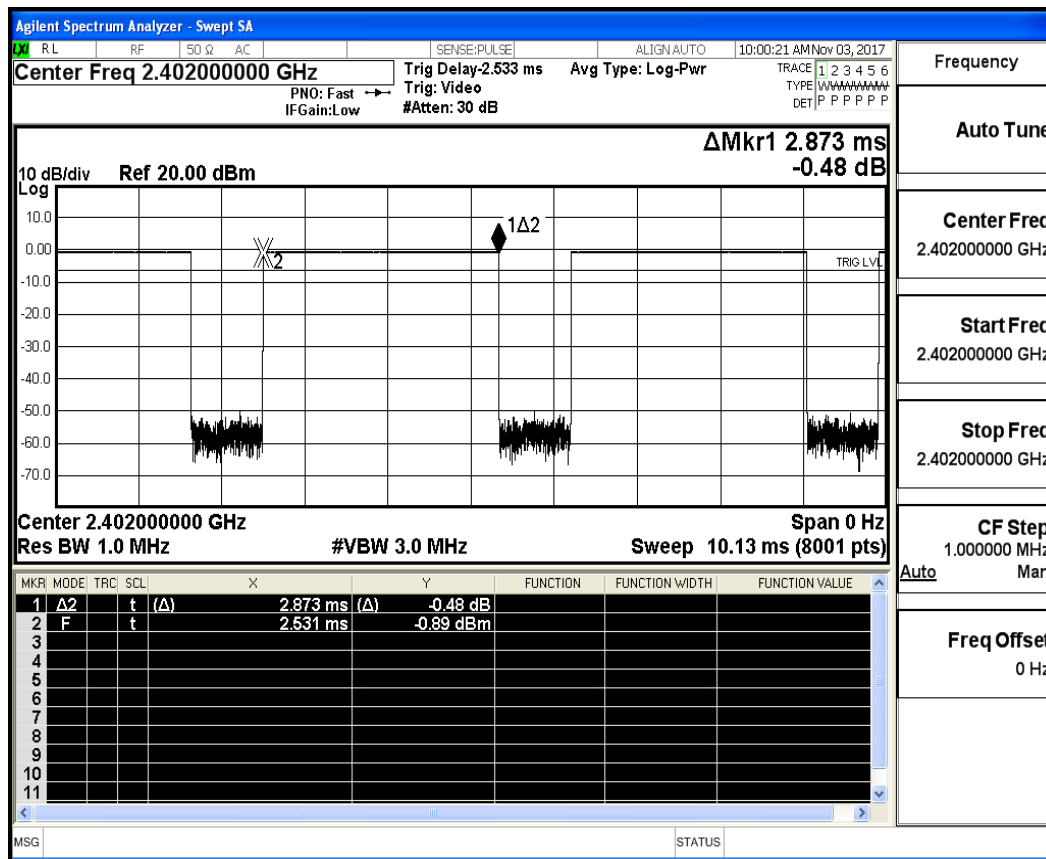 Agilent Spectrum Analyzer - Swept SA
LXI RL RF 50 Ω AC SENSE:PULSE ALIGN AUTO 10:00:21 AM Nov 03, 2017
Center Freq 2.402000000 GHz
PNO: Fast
IFGain:Low
Trig Delay-2.533 ms
Trig: Video
#Atten: 30 dB
Avg Type: Log-Pwr
TRACE 1 2 3 4 5 6
TYPE WWWWWW
DET P P P P P P
ΔMkr1 2.873 ms
-0.48 dB
10 dB/div Ref 20.00 dBm
Log
10.0
0.00
-10.0
-20.0
-30.0
-40.0
-50.0
-60.0
-70.0
1Δ2
2
TRIG LVL
Center 2.402000000 GHz Span 0 Hz
Res BW 1.0 MHz #VBW 3.0 MHz Sweep 10.13 ms (8001 pts)
MKR MODE TRC SCL X Y FUNCTION FUNCTION WIDTH FUNCTION VALUE
1 Δ2 t (Δ) 2.873 ms (Δ) -0.48 dB
2 F t 2.531 ms -0.89 dBm
3
4
5
6
7
8
9
10
11
MSG STATUS
Frequency
Auto Tune
Center Freq
2.402000000 GHz
Start Freq
2.402000000 GHz
Stop Freq
2.402000000 GHz
CF Step
1.000000 MHz
Auto Man
Freq Offset
0 Hz